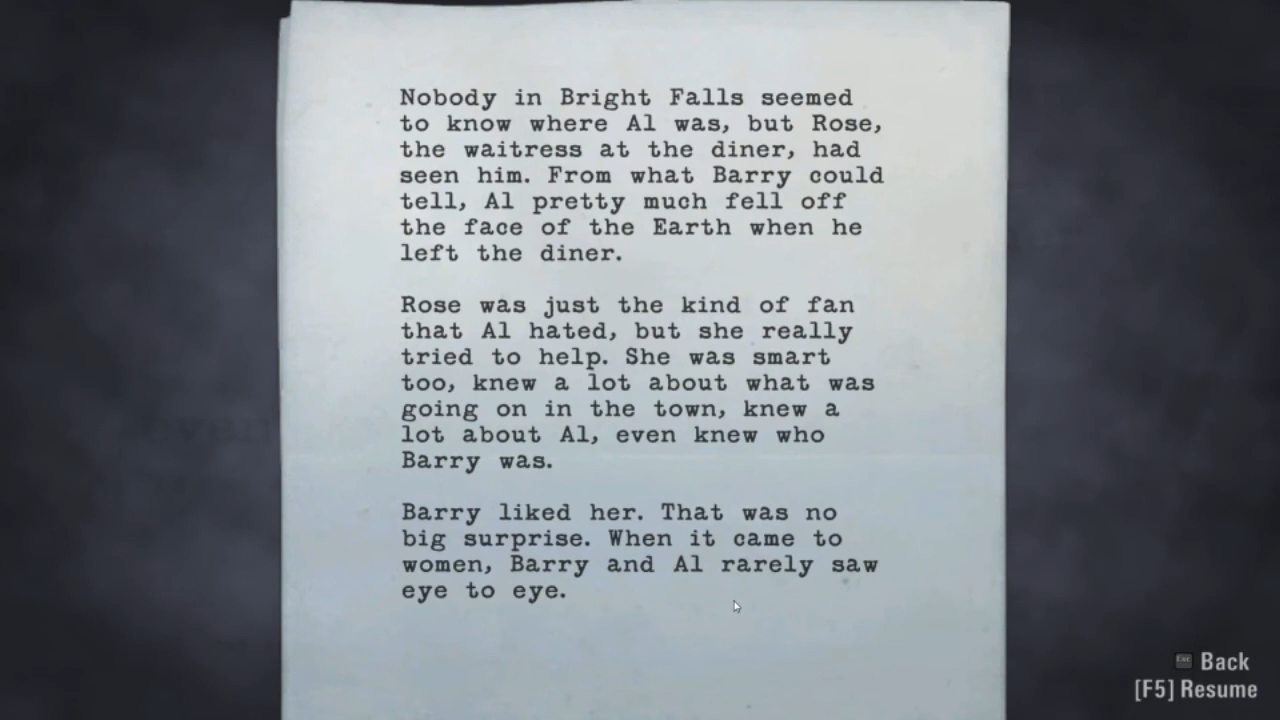 Nobody in Bright Falls seemed
to know where Al was, but Rose,
the waitress at the diner, had
seen him. From what Barry could
tell, Al pretty much fell off
the face of the Earth when he
left the diner.
Rose was just the kind of fan
that Al hated, but she really
tried to help. She was smart
too, knew a lot about what was
going on in the town, knew a
lot about Al, even knew who
Barry was.
Barry liked her. That was no
big surprise. When it came to
women, Barry and Al rarely saw
eye to eye.
Esc Back
[F5] Resume